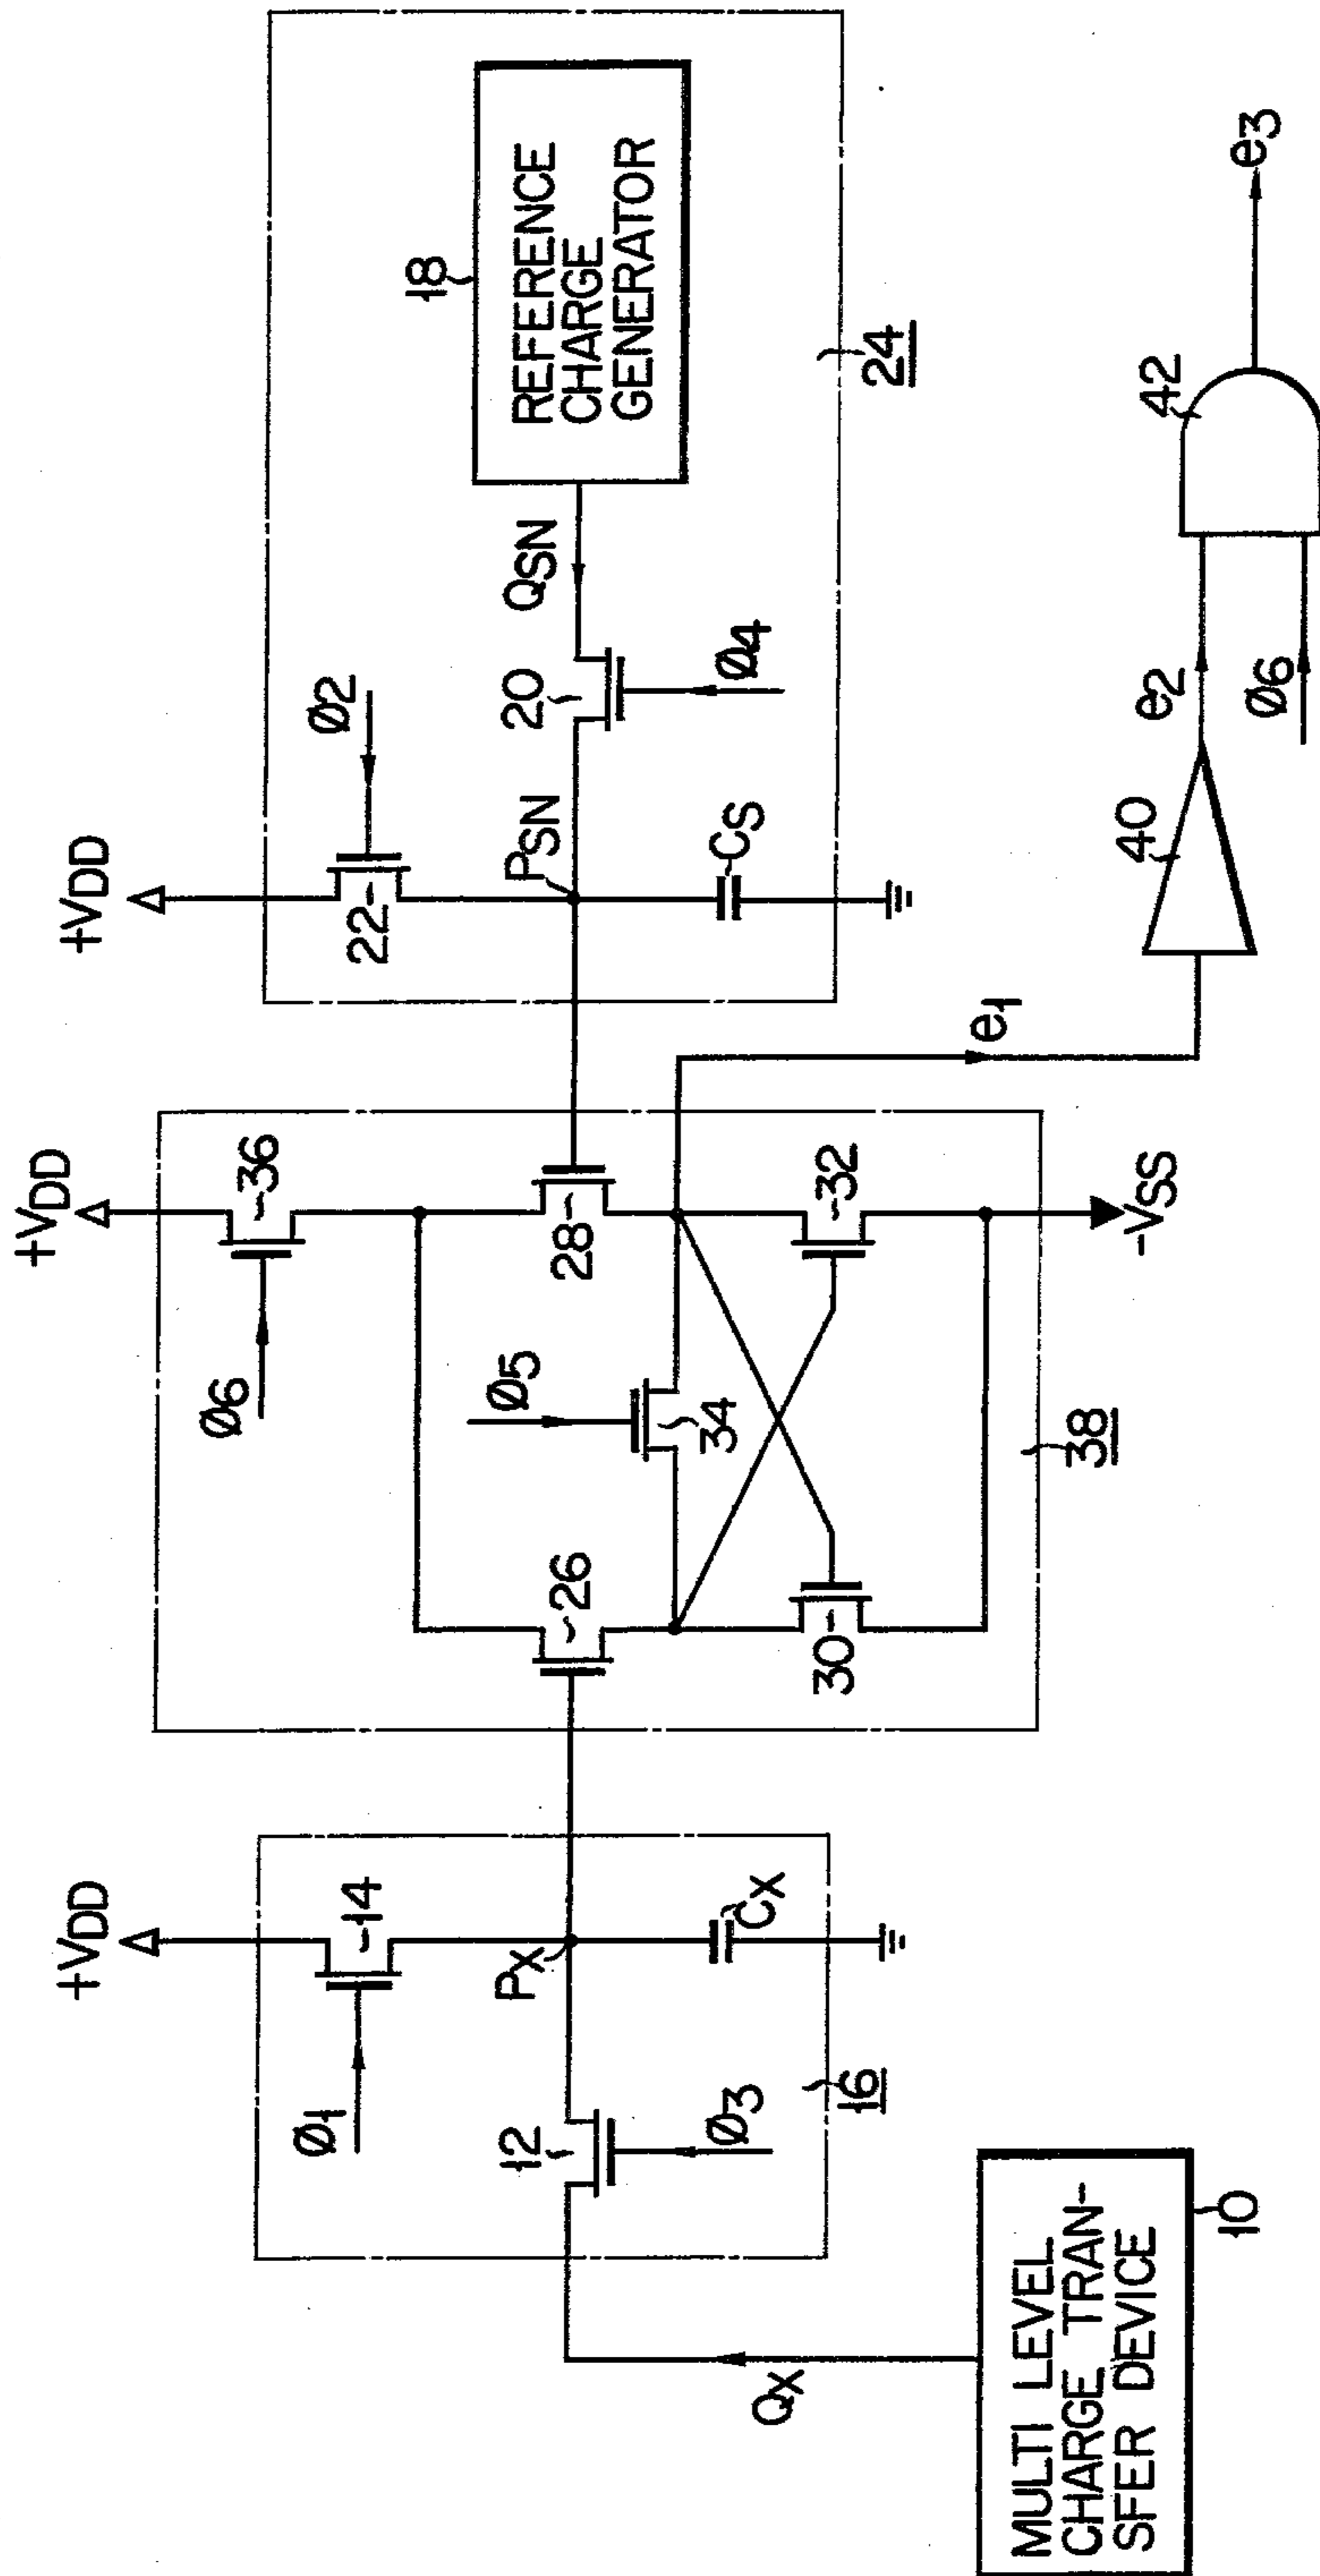 +VDD
Ø1
14
PX
CX
12
Ø3
16
QX
MULTI LEVEL
CHARGE TRAN-
SFER DEVICE
10
+VDD
Ø6
36
26
28
Ø5
34
30
32
38
-VSS
e1
+VDD
Ø2
22
PSN
CS
20
QSN
Ø4
18
REFERENCE
CHARGE
GENERATOR
24
40
e2
Ø6
42
e3